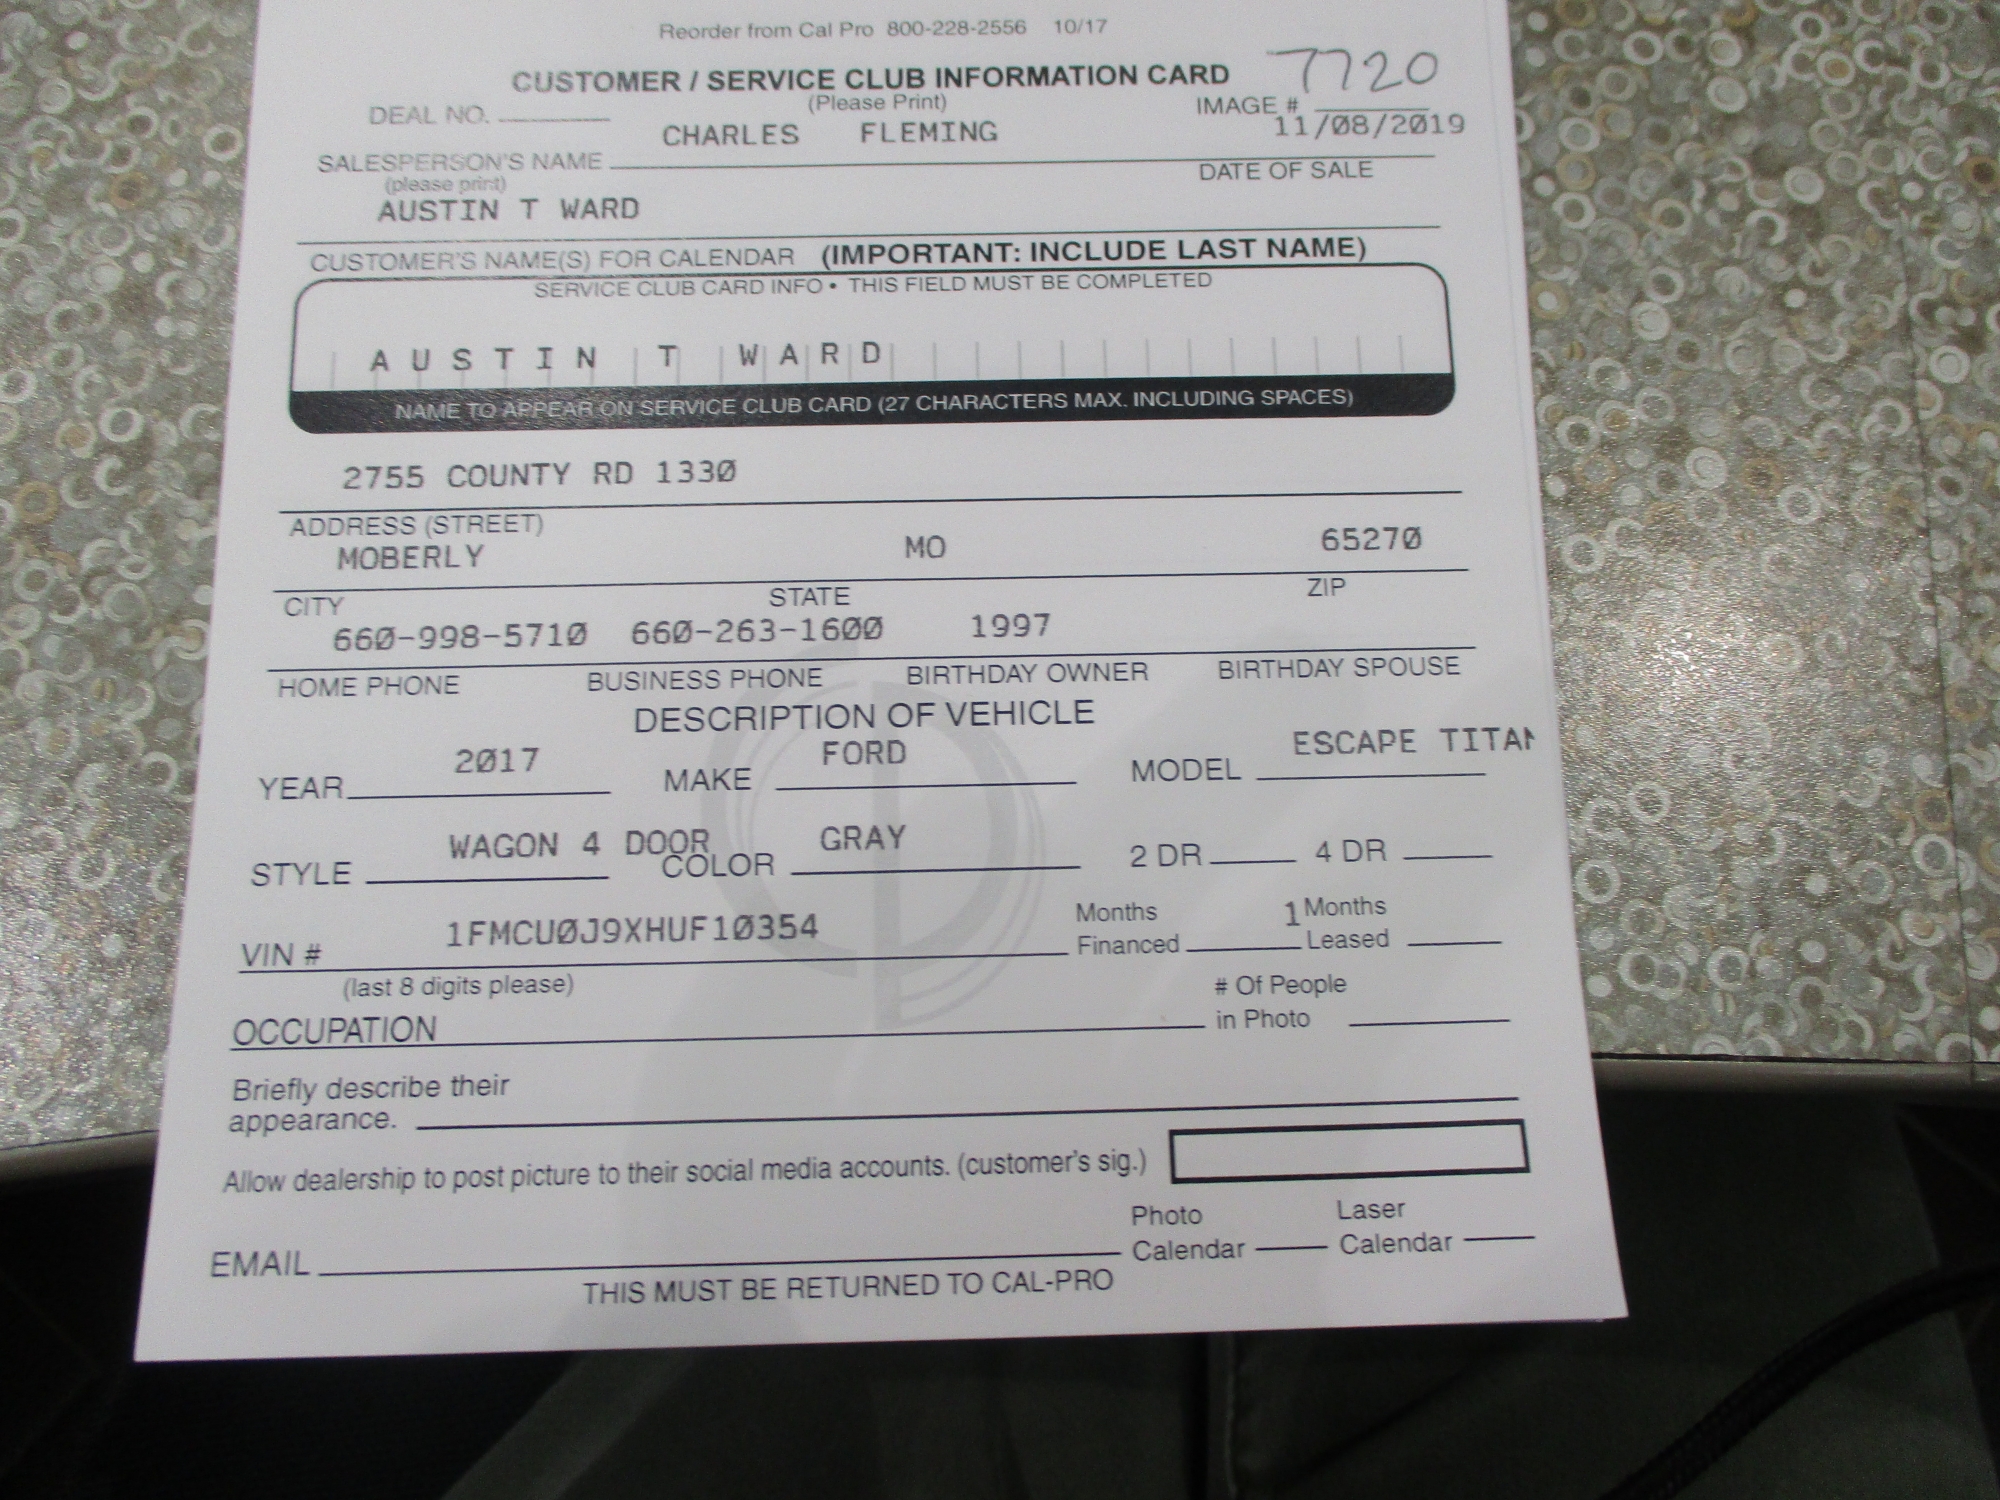 Reorder from Cal Pro 800-228-2556 10/17
CUSTOMER / SERVICE CLUB INFORMATION CARD 7720
DEAL NO. (Please Print) IMAGE #
CHARLES FLEMING 11/08/2019
SALESPERSON'S NAME DATE OF SALE
(please print)
AUSTIN T WARD
CUSTOMER'S NAME(S) FOR CALENDAR (IMPORTANT: INCLUDE LAST NAME)
SERVICE CLUB CARD INFO • THIS FIELD MUST BE COMPLETED
AUSTIN T WARD
NAME TO APPEAR ON SERVICE CLUB CARD (27 CHARACTERS MAX. INCLUDING SPACES)
2755 COUNTY RD 1330
ADDRESS (STREET)
MOBERLY MO 65270
CITY STATE ZIP
660-998-5710 660-263-1600 1997
HOME PHONE BUSINESS PHONE BIRTHDAY OWNER BIRTHDAY SPOUSE
DESCRIPTION OF VEHICLE
2017 FORD ESCAPE TITAN
YEAR MAKE MODEL
WAGON 4 DOOR GRAY
STYLE COLOR 2 DR 4 DR
1FMCU0J9XHUF10354 Months 1 Months
VIN # Financed Leased
(last 8 digits please) # Of People
OCCUPATION in Photo
Briefly describe their
appearance.
Allow dealership to post picture to their social media accounts. (customer's sig.)
Photo Laser
EMAIL Calendar Calendar
THIS MUST BE RETURNED TO CAL-PRO